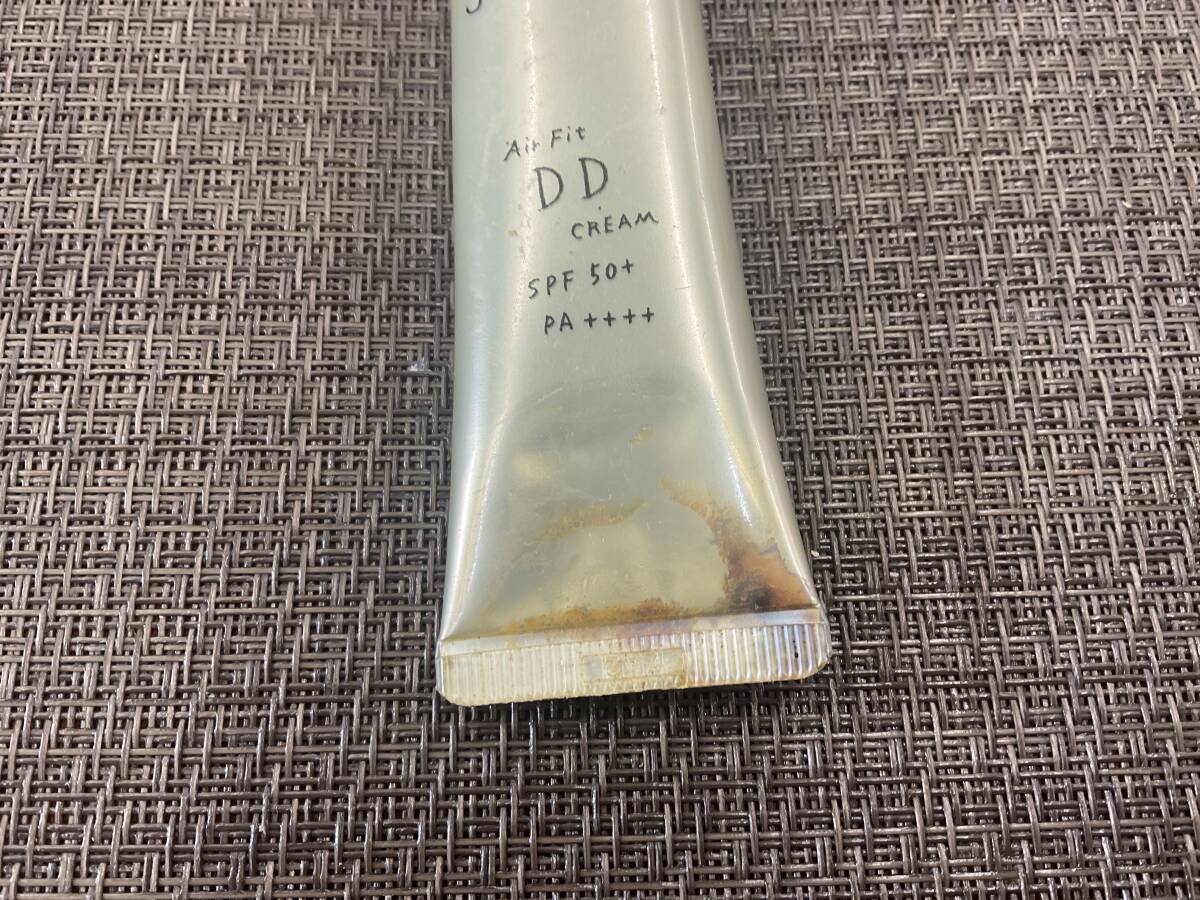 Air Fit
DD
CREAM
SPF 50+
PA ++++